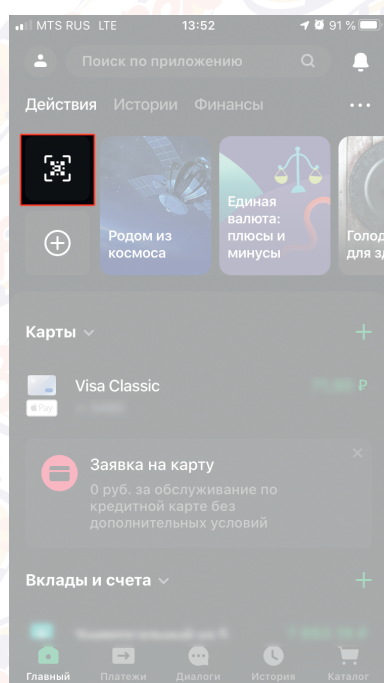 MTS RUS LTE 13:52 91 %
Поиск по приложению
Действия Истории Финансы
Родом из
космоса
Единая
валюта:
плюсы и
минусы
Голод
для зд
Карты
Visa Classic
₽
Pay
Заявка на карту
0 руб. за обслуживание по
кредитной карте без
дополнительных условий
Вклады и счета
Главный Платежи Диалоги История Каталог